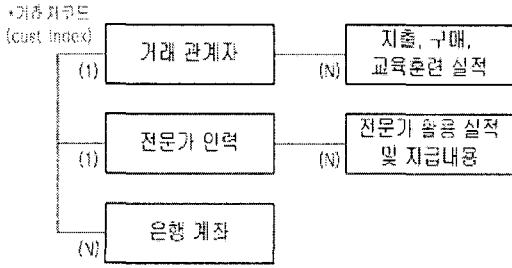 (cust index)
거래 관계자
(1)
지출, 구매,
교육훈련 실적
(N)
전문가 인력
(1)
전문가 활용 실적
및 지급내용
(N)
은행 계좌
(N)